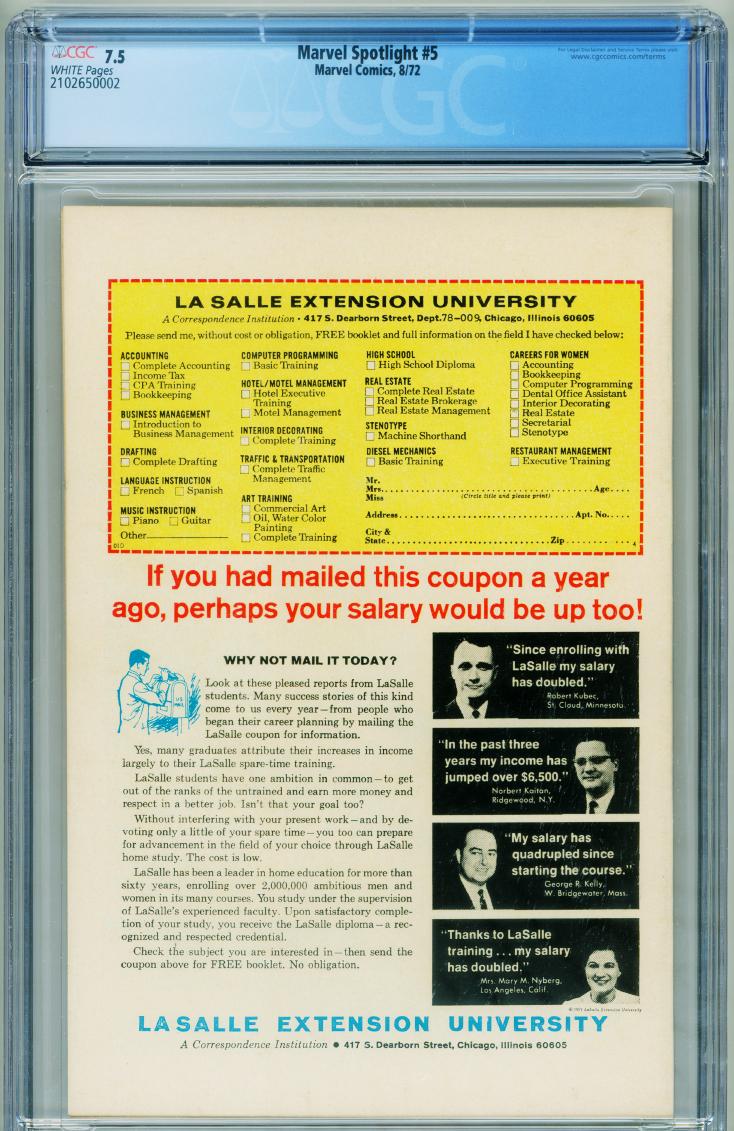 CGC 7.5
WHITE Pages
2102650002
Marvel Spotlight #5
Marvel Comics, 8/72
For Legal Disclaimer and Service Terms please visit
www.cgccomics.com/terms
CGC
LA SALLE EXTENSION UNIVERSITY
A Correspondence Institution • 417 S. Dearborn Street, Dept.78-009, Chicago, Illinois 60605
Please send me, without cost or obligation, FREE booklet and full information on the field I have checked below:
ACCOUNTING
Complete Accounting
Income Tax
CPA Training
Bookkeeping
BUSINESS MANAGEMENT
Introduction to
Business Management
DRAFTING
Complete Drafting
LANGUAGE INSTRUCTION
French Spanish
MUSIC INSTRUCTION
Piano Guitar
Other
COMPUTER PROGRAMMING
Basic Training
HOTEL/MOTEL MANAGEMENT
Hotel Executive
Training
Motel Management
INTERIOR DECORATING
Complete Training
TRAFFIC & TRANSPORTATION
Complete Traffic
Management
ART TRAINING
Commercial Art
Oil, Water Color
Painting
Complete Training
HIGH SCHOOL
High School Diploma
REAL ESTATE
Complete Real Estate
Real Estate Brokerage
Real Estate Management
STENOTYPE
Machine Shorthand
DIESEL MECHANICS
Basic Training
CAREERS FOR WOMEN
Accounting
Bookkeeping
Computer Programming
Dental Office Assistant
Interior Decorating
Real Estate
Secretarial
Stenotype
RESTAURANT MANAGEMENT
Executive Training
Mr.
Mrs. Age
Miss (Circle title and please print)
Address Apt. No.
City &
State Zip
If you had mailed this coupon a year
ago, perhaps your salary would be up too!
WHY NOT MAIL IT TODAY?
Look at these pleased reports from LaSalle
students. Many success stories of this kind
come to us every year—from people who
began their career planning by mailing the
LaSalle coupon for information.
Yes, many graduates attribute their increases in income
largely to their LaSalle spare-time training.
LaSalle students have one ambition in common—to get
out of the ranks of the untrained and earn more money and
respect in a better job. Isn't that your goal too?
Without interfering with your present work—and by de-
voting only a little of your spare time—you too can prepare
for advancement in the field of your choice through LaSalle
home study. The cost is low.
LaSalle has been a leader in home education for more than
sixty years, enrolling over 2,000,000 ambitious men and
women in its many courses. You study under the supervision
of LaSalle's experienced faculty. Upon satisfactory comple-
tion of your study, you receive the LaSalle diploma—a rec-
ognized and respected credential.
Check the subject you are interested in—then send the
coupon above for FREE booklet. No obligation.
U.S.
MAIL
"Since enrolling with
LaSalle my salary
has doubled."
Robert Kubec,
St. Cloud, Minnesota
"In the past three
years my income has
jumped over $6,500."
Norbert Kaitan,
Ridgewood, N.Y.
"My salary has
quadrupled since
starting the course."
George R. Kelly,
W. Bridgewater, Mass.
"Thanks to LaSalle
training . . . my salary
has doubled."
Mrs. Mary M. Nyberg,
Los Angeles, Calif.
© 1971 LaSalle Extension University
LA SALLE EXTENSION UNIVERSITY
A Correspondence Institution • 417 S. Dearborn Street, Chicago, Illinois 60605